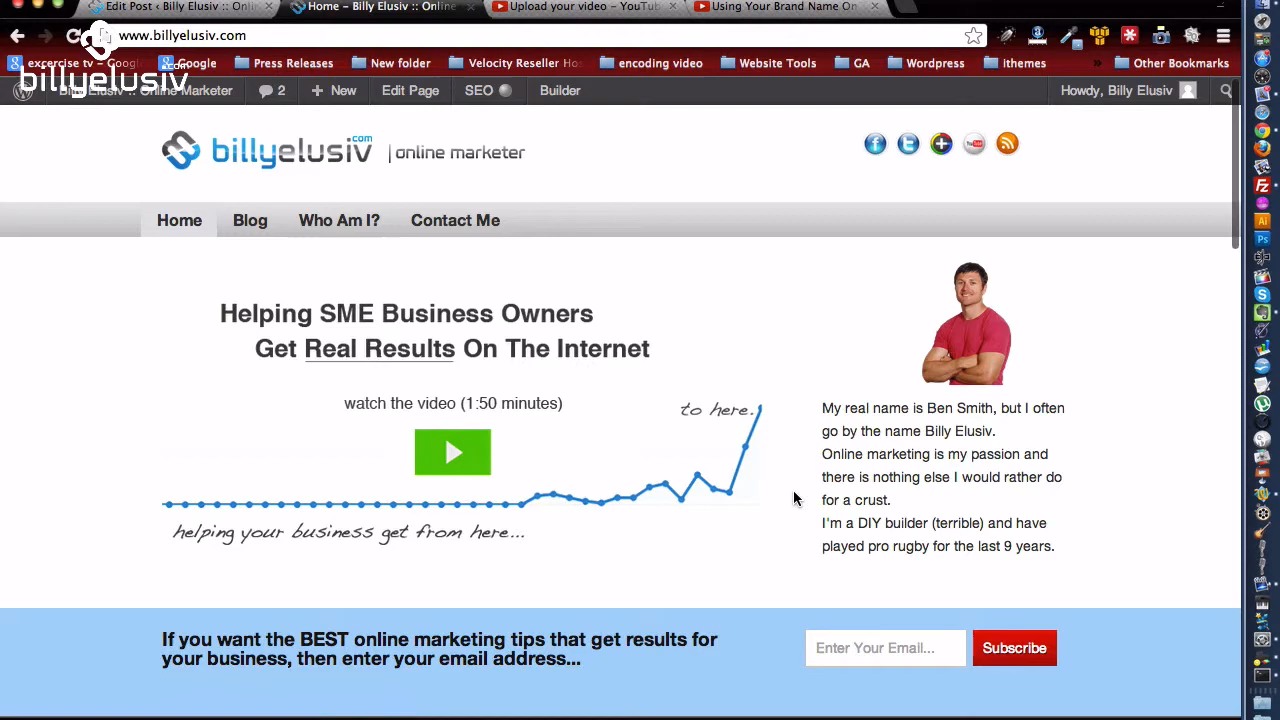 Edit Post ‹ Billy Elusiv :: Onlin
Home – Billy Elusiv :: Online
Upload your video – YouTub
Using Your Brand Name On
www.billyelusiv.com
excercise tv – Googl
Google
Press Releases
New folder
Velocity Reseller Ho
encoding video
Website Tools
GA
Wordpress
ithemes
»
Other Bookmarks
.com
billyelusiv
Billy Elusiv :: Online Marketer
2
+ New
Edit Page
SEO
Builder
Howdy, Billy Elusiv
billyelusiv.com | online marketer
Home
Blog
Who Am I?
Contact Me
Helping SME Business Owners
Get Real Results On The Internet
watch the video (1:50 minutes)
to here.
helping your business get from here...
My real name is Ben Smith, but I often
go by the name Billy Elusiv.
Online marketing is my passion and
there is nothing else I would rather do
for a crust.
I'm a DIY builder (terrible) and have
played pro rugby for the last 9 years.
If you want the BEST online marketing tips that get results for
your business, then enter your email address...
Enter Your Email...
Subscribe